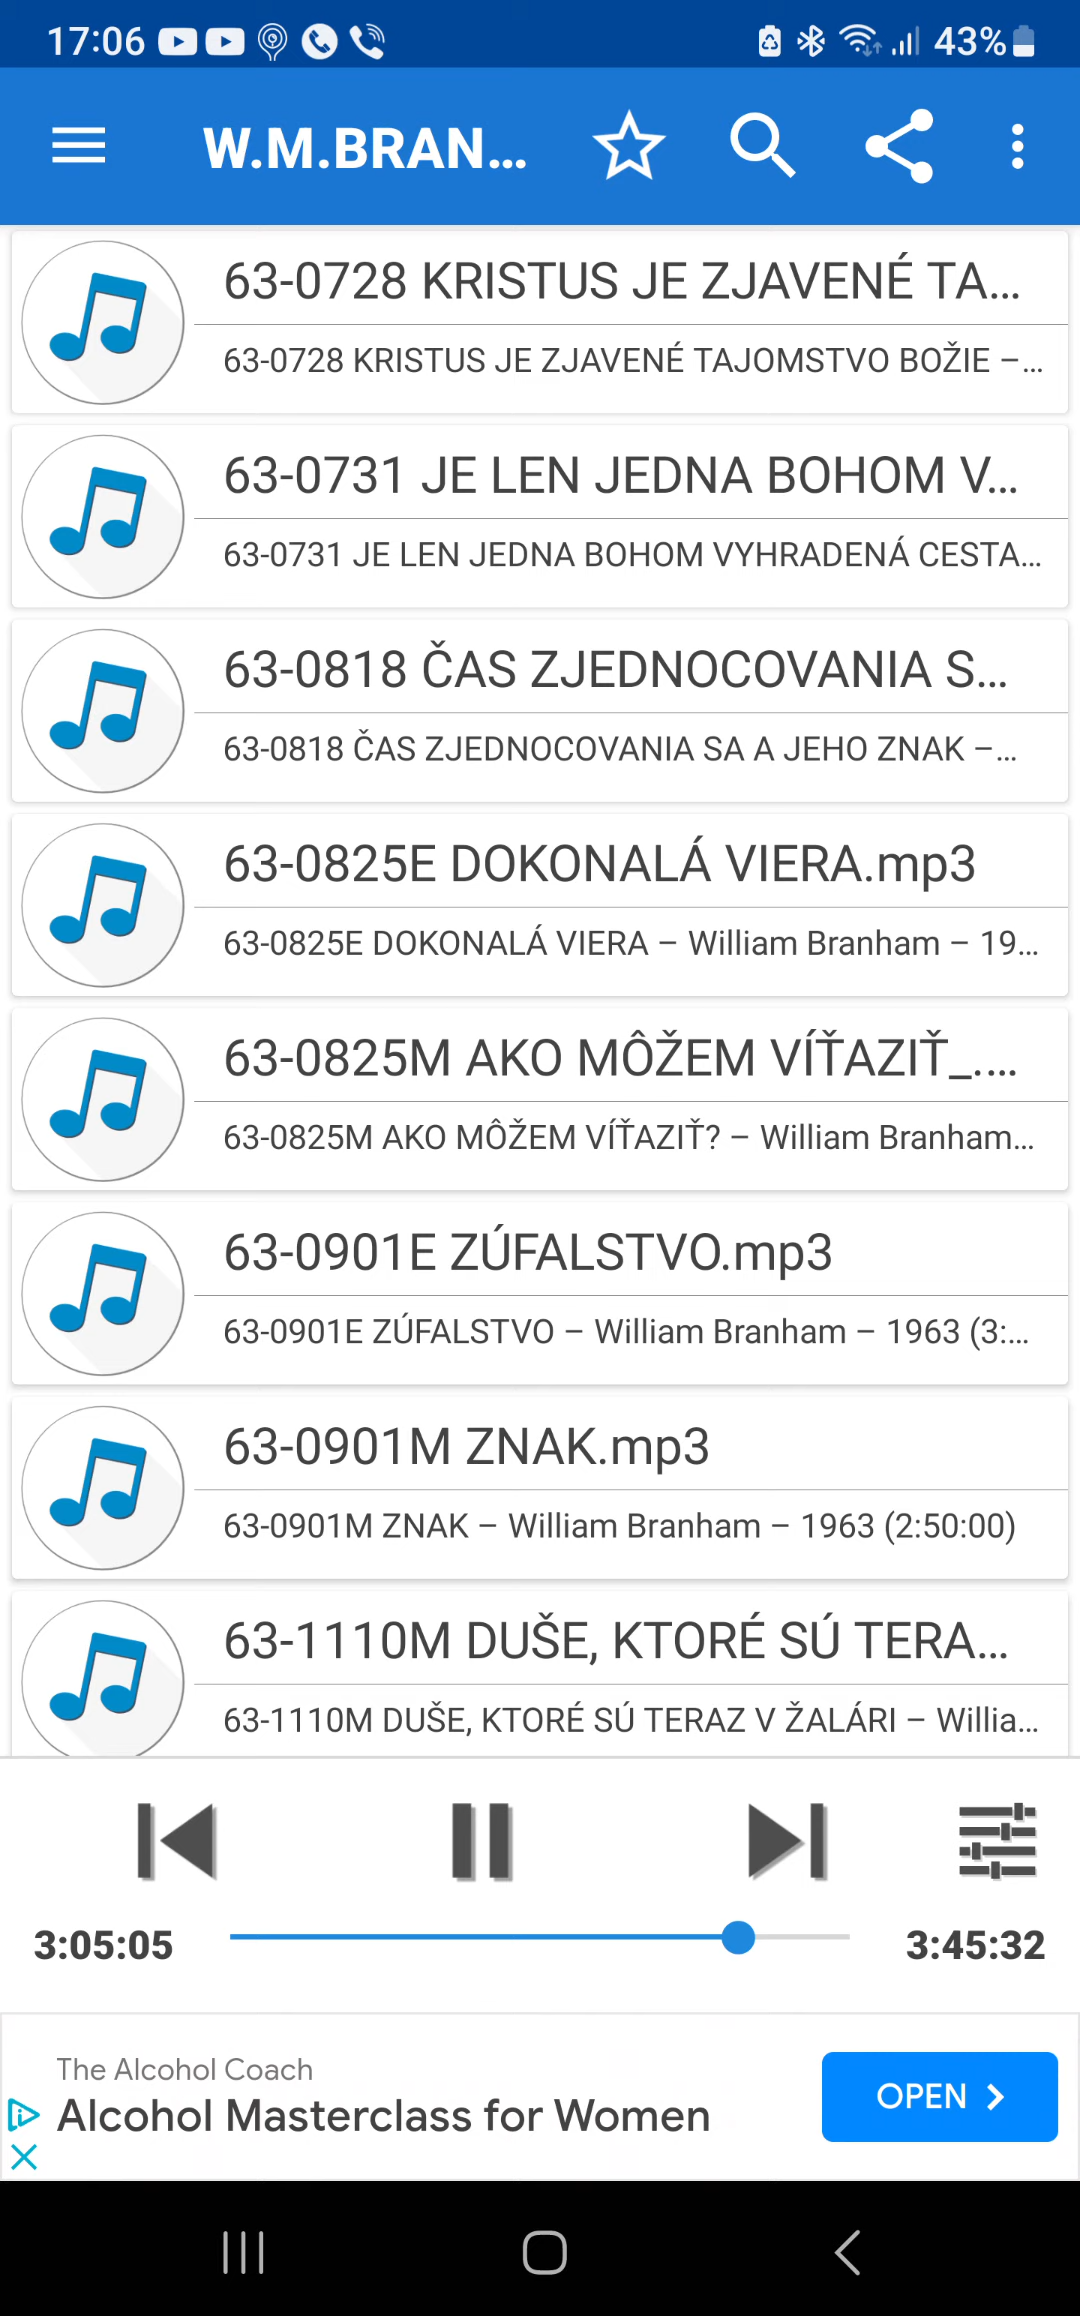 17:06
43%
W.M.BRAN...
63-0728 KRISTUS JE ZJAVENÉ TA...
63-0728 KRISTUS JE ZJAVENÉ TAJOMSTVO BOŽIE –...
63-0731 JE LEN JEDNA BOHOM V...
63-0731 JE LEN JEDNA BOHOM VYHRADENÁ CESTA...
63-0818 ČAS ZJEDNOCOVANIA S...
63-0818 ČAS ZJEDNOCOVANIA SA A JEHO ZNAK –...
63-0825E DOKONALÁ VIERA.mp3
63-0825E DOKONALÁ VIERA – William Branham – 19...
63-0825M AKO MÔŽEM VÍŤAZIŤ_....
63-0825M AKO MÔŽEM VÍŤAZIŤ? – William Branham...
63-0901E ZÚFALSTVO.mp3
63-0901E ZÚFALSTVO – William Branham – 1963 (3:...
63-0901M ZNAK.mp3
63-0901M ZNAK – William Branham – 1963 (2:50:00)
63-1110M DUŠE, KTORÉ SÚ TERA...
63-1110M DUŠE, KTORÉ SÚ TERAZ V ŽALÁRI – Willia...
3:05:05
3:45:32
The Alcohol Coach
Alcohol Masterclass for Women
OPEN